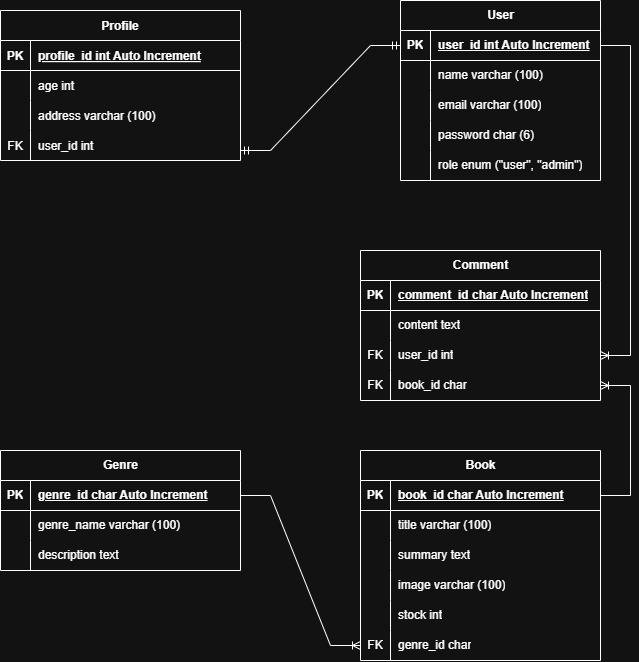 Profile
PK profile_id int Auto Increment
age int
address varchar (100)
FK user_id int
User
PK user_id int Auto Increment
name varchar (100)
email varchar (100)
password char (6)
role enum ("user", "admin")
Comment
PK comment_id char Auto Increment
content text
FK user_id int
FK book_id char
Genre
PK genre_id char Auto Increment
genre_name varchar (100)
description text
Book
PK book_id char Auto Increment
title varchar (100)
summary text
image varchar (100)
stock int
FK genre_id char